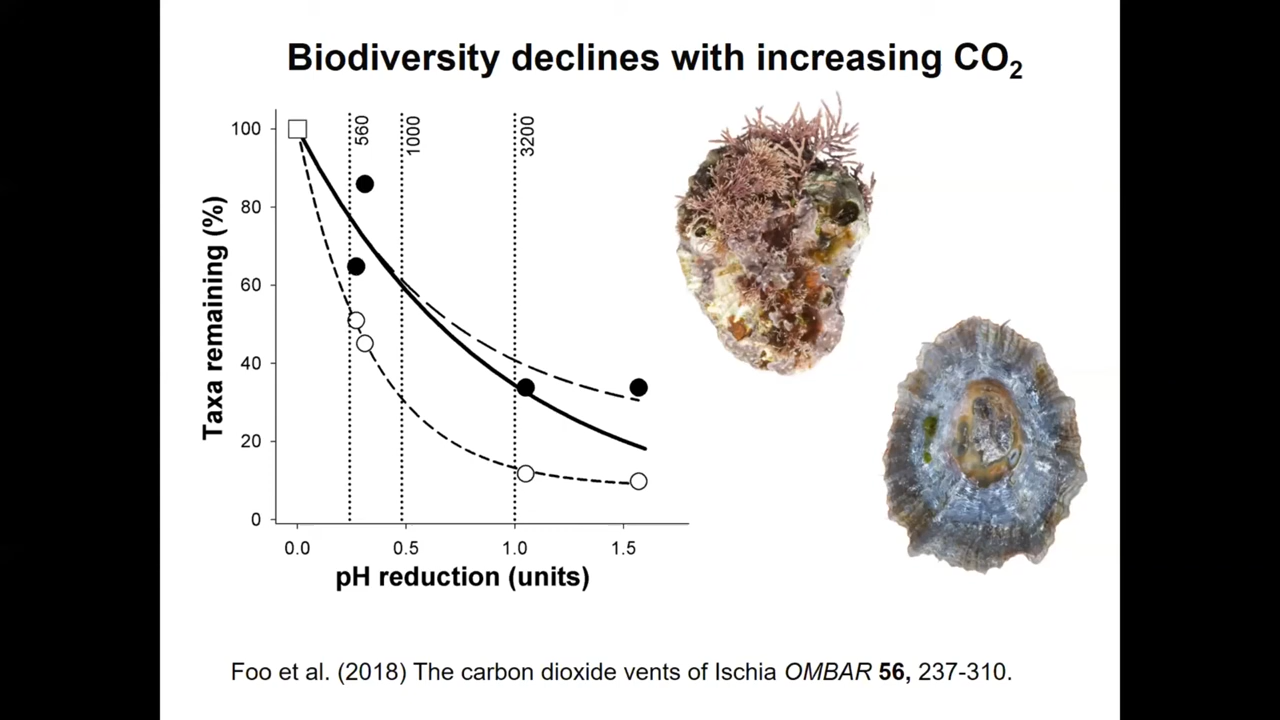 Biodiversity declines with increasing CO₂
560
1000
3200
100
80
60
40
20
0
Taxa remaining (%)
0.0 0.5 1.0 1.5
pH reduction (units)
Foo et al. (2018) The carbon dioxide vents of Ischia OMBAR 56, 237-310.